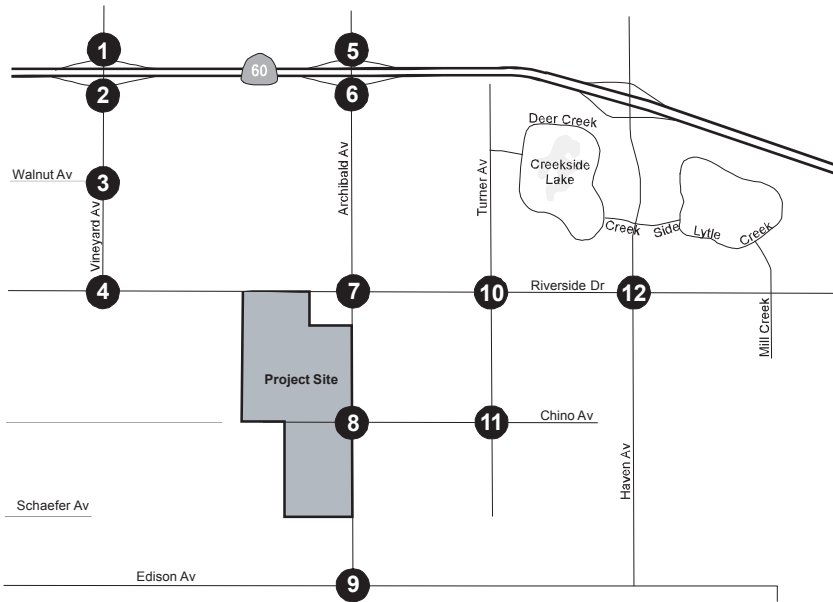 1
5
60
2
6
Deer Creek
Creekside
Lake
Walnut Av
3
Vineyard Av
Archibald Av
Turner Av
Creek Side Lytle Creek
4
7
10
Riverside Dr
12
Mill Creek
Project Site
8
11
Chino Av
Haven Av
Schaefer Av
Edison Av
9